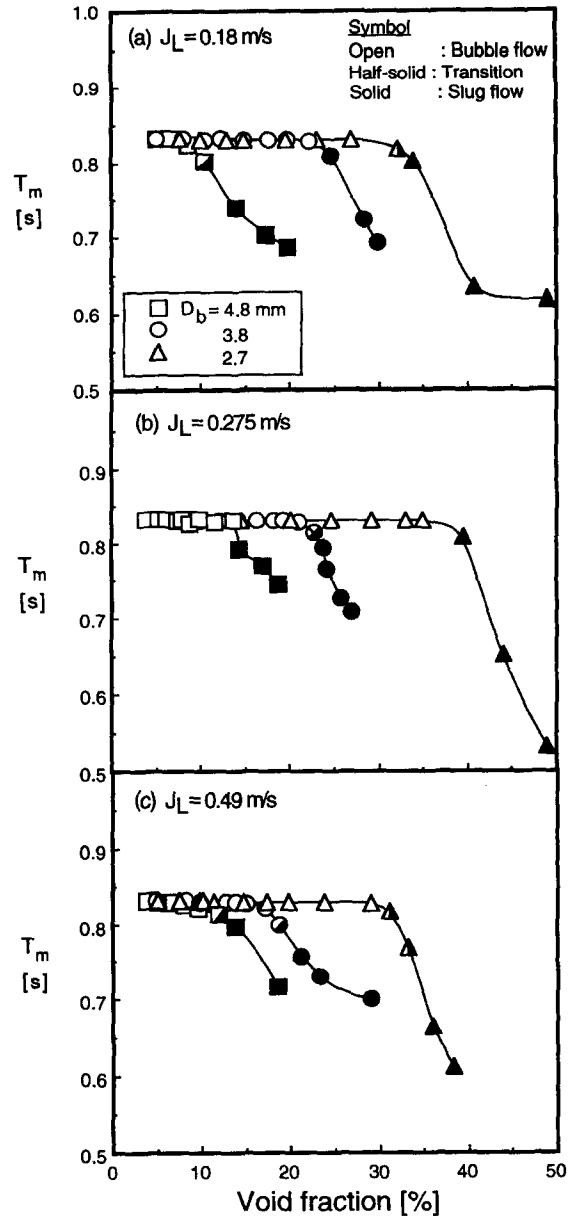 1.0
(a) J_L=0.18 m/s
Symbol
Open : Bubble flow
Half-solid : Transition
Solid : Slug flow
0.9
0.8
T_m
[s]
0.7
0.6
□ D_b = 4.8 mm
○ 3.8
△ 2.7
0.5
(b) J_L=0.275 m/s
0.9
0.8
T_m
[s]
0.7
0.6
0.5
(c) J_L=0.49 m/s
0.9
0.8
T_m
[s]
0.7
0.6
0.5
0 10 20 30 40 50
Void fraction [%]